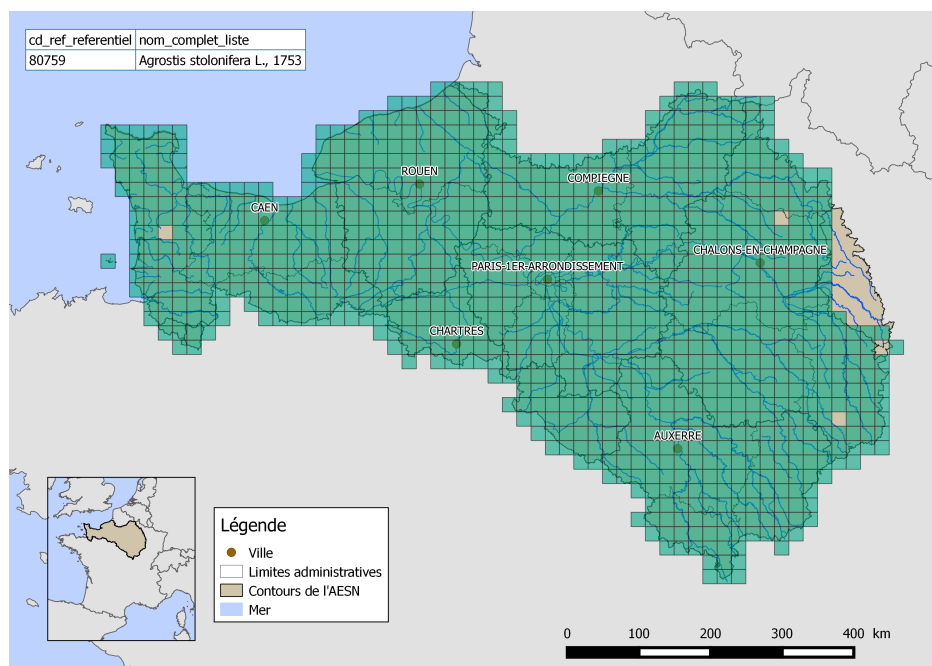 cd_ref_referentiel nom_complet_liste
80759 Agrostis stolonifera L., 1753
ROUEN
COMPIEGNE
CAEN
CHALONS-EN-CHAMPAGNE
PARIS-1ER-ARRONDISSEMENT
CHARTRES
AUXERRE
Légende
Ville
Limites administratives
Contours de l'AESN
Mer
0 100 200 300 400 km